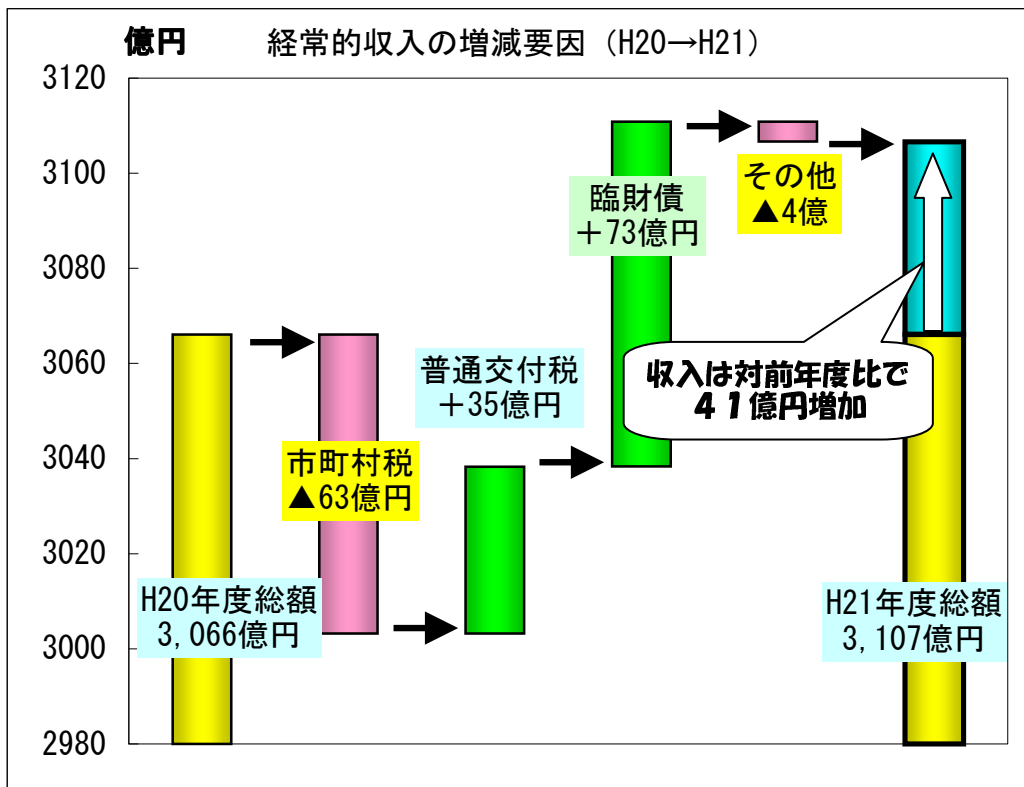 億円 経常的収入の増減要因（H20→H21）
3120
3100
3080
3060
3040
3020
3000
2980
H20年度総額
3,066億円
市町村税
▲63億円
普通交付税
＋35億円
臨財債
＋73億円
その他
▲4億
収入は対前年度比で
４１億円増加
H21年度総額
3,107億円